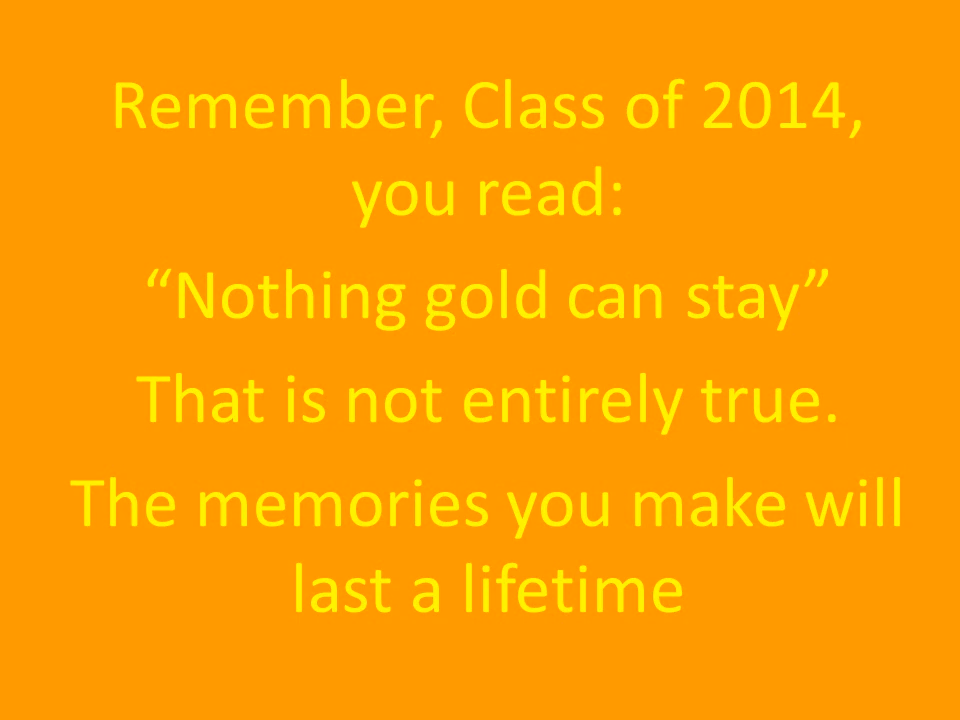 Remember, Class of 2014,
you read:
“Nothing gold can stay”
That is not entirely true.
The memories you make will
last a lifetime